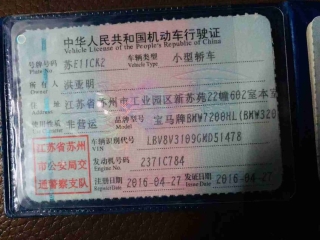 中华人民共和国机动车行驶证
Vehicle License of the People's Republic of China
号牌号码 苏E11CK2 车辆类型 小型轿车
Plate No. Vehicle Type
所有人 洪亚明
Owner
住址 江苏省苏州市工业园区新苏苑22幢602室本室
使用性质 非营运 品牌型号 宝马牌BMW7200HL(BMW320
Model
江苏省苏州 车辆识别代号 LBV8V3109GMD51478
VIN
市公安局交 发动机号码 2371C784
Engine No.
通警察支队 注册日期 2016-04-27 发证日期 2016-04-27
Register Date Issue Date